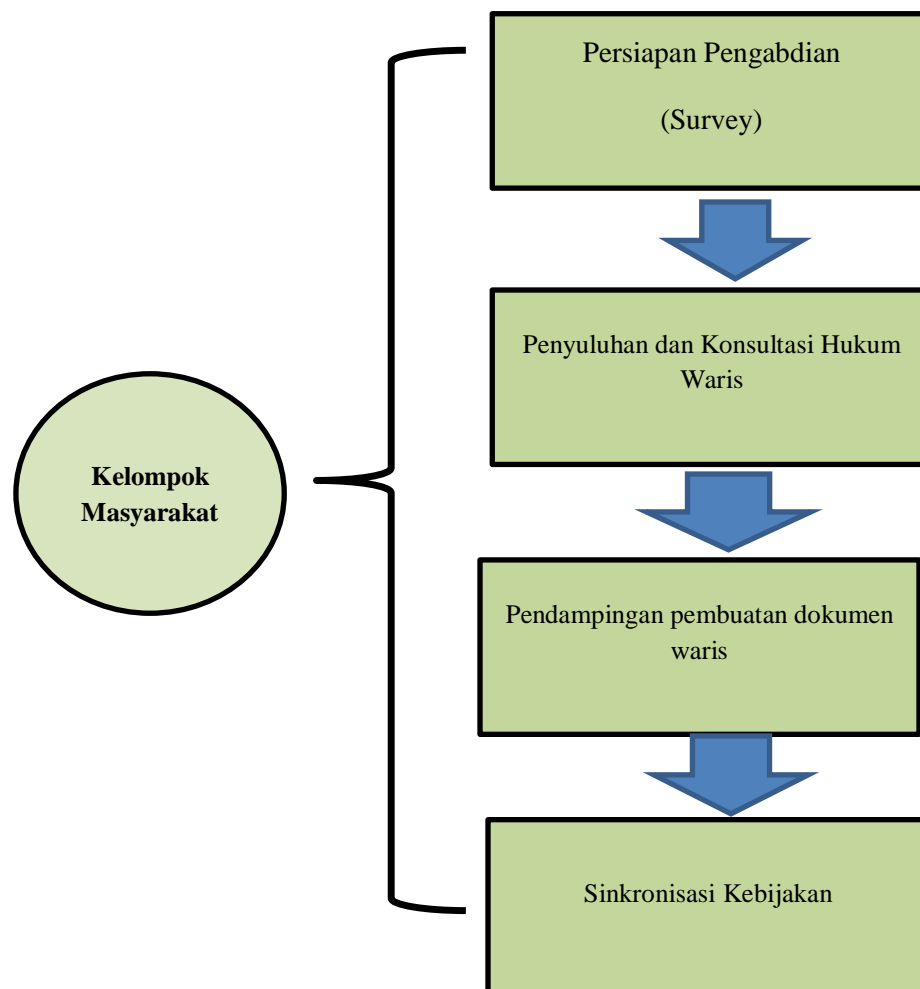 Persiapan Pengabdian
(Survey)
Penyuluhan dan Konsultasi Hukum
Waris
Kelompok
Masyarakat
Pendampingan pembuatan dokumen
waris
Sinkronisasi Kebijakan